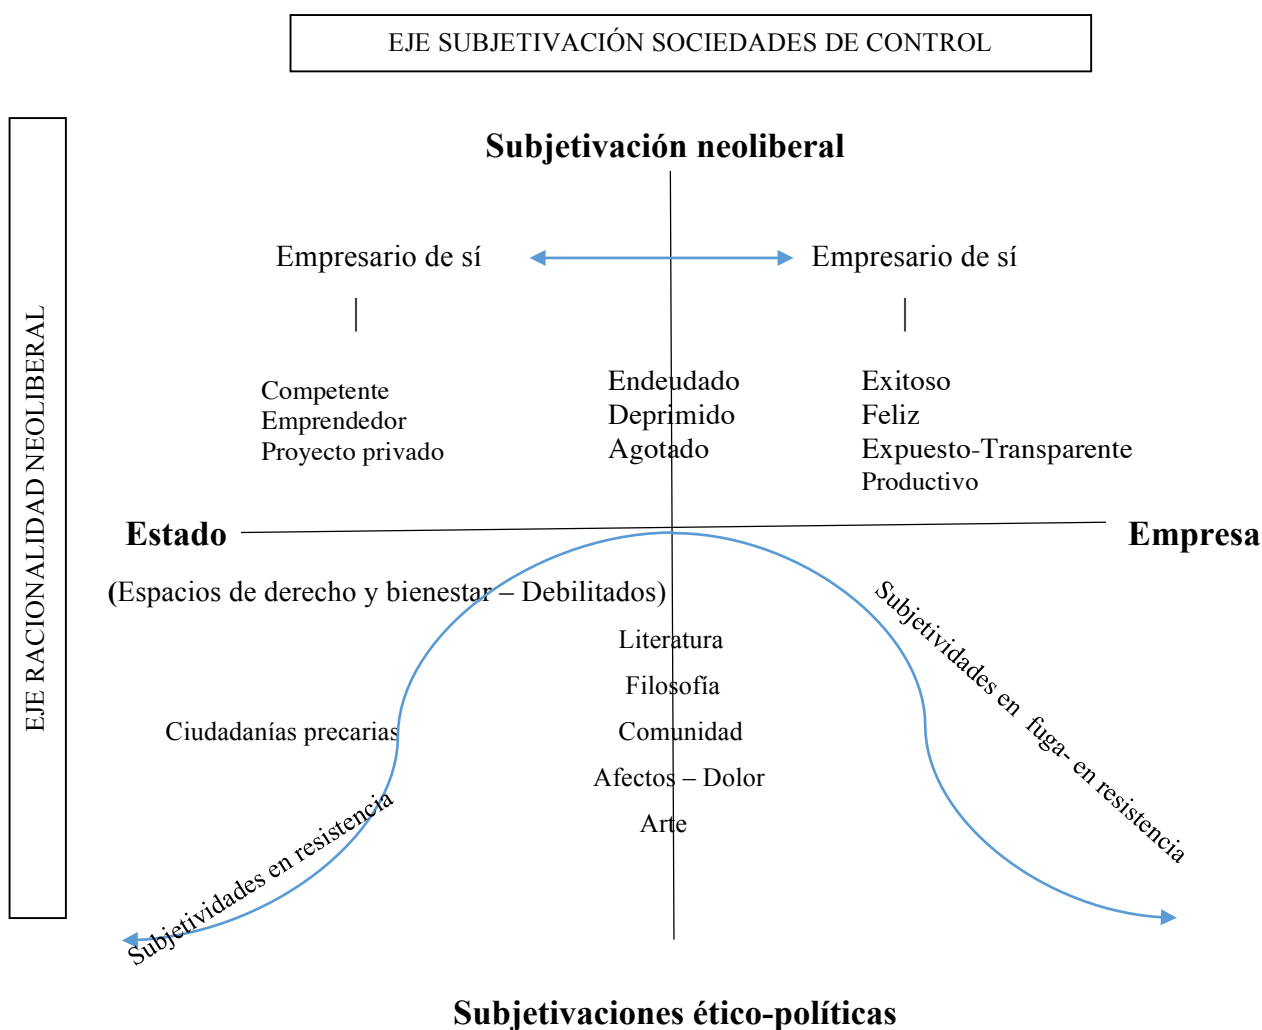 EJE SUBJETIVACIÓN SOCIEDADES DE CONTROL
EJE RACIONALIDAD NEOLIBERAL
Subjetivación neoliberal
Empresario de sí
Empresario de sí
Competente
Emprendedor
Proyecto privado
Endeudado
Deprimido
Agotado
Exitoso
Feliz
Expuesto-Transparente
Productivo
Estado
Empresa
(Espacios de derecho y bienestar – Debilitados)
Literatura
Filosofía
Comunidad
Afectos – Dolor
Arte
Ciudadanías precarias
Subjetividades en resistencia
Subjetividades en fuga- en resistencia
Subjetivaciones ético-políticas